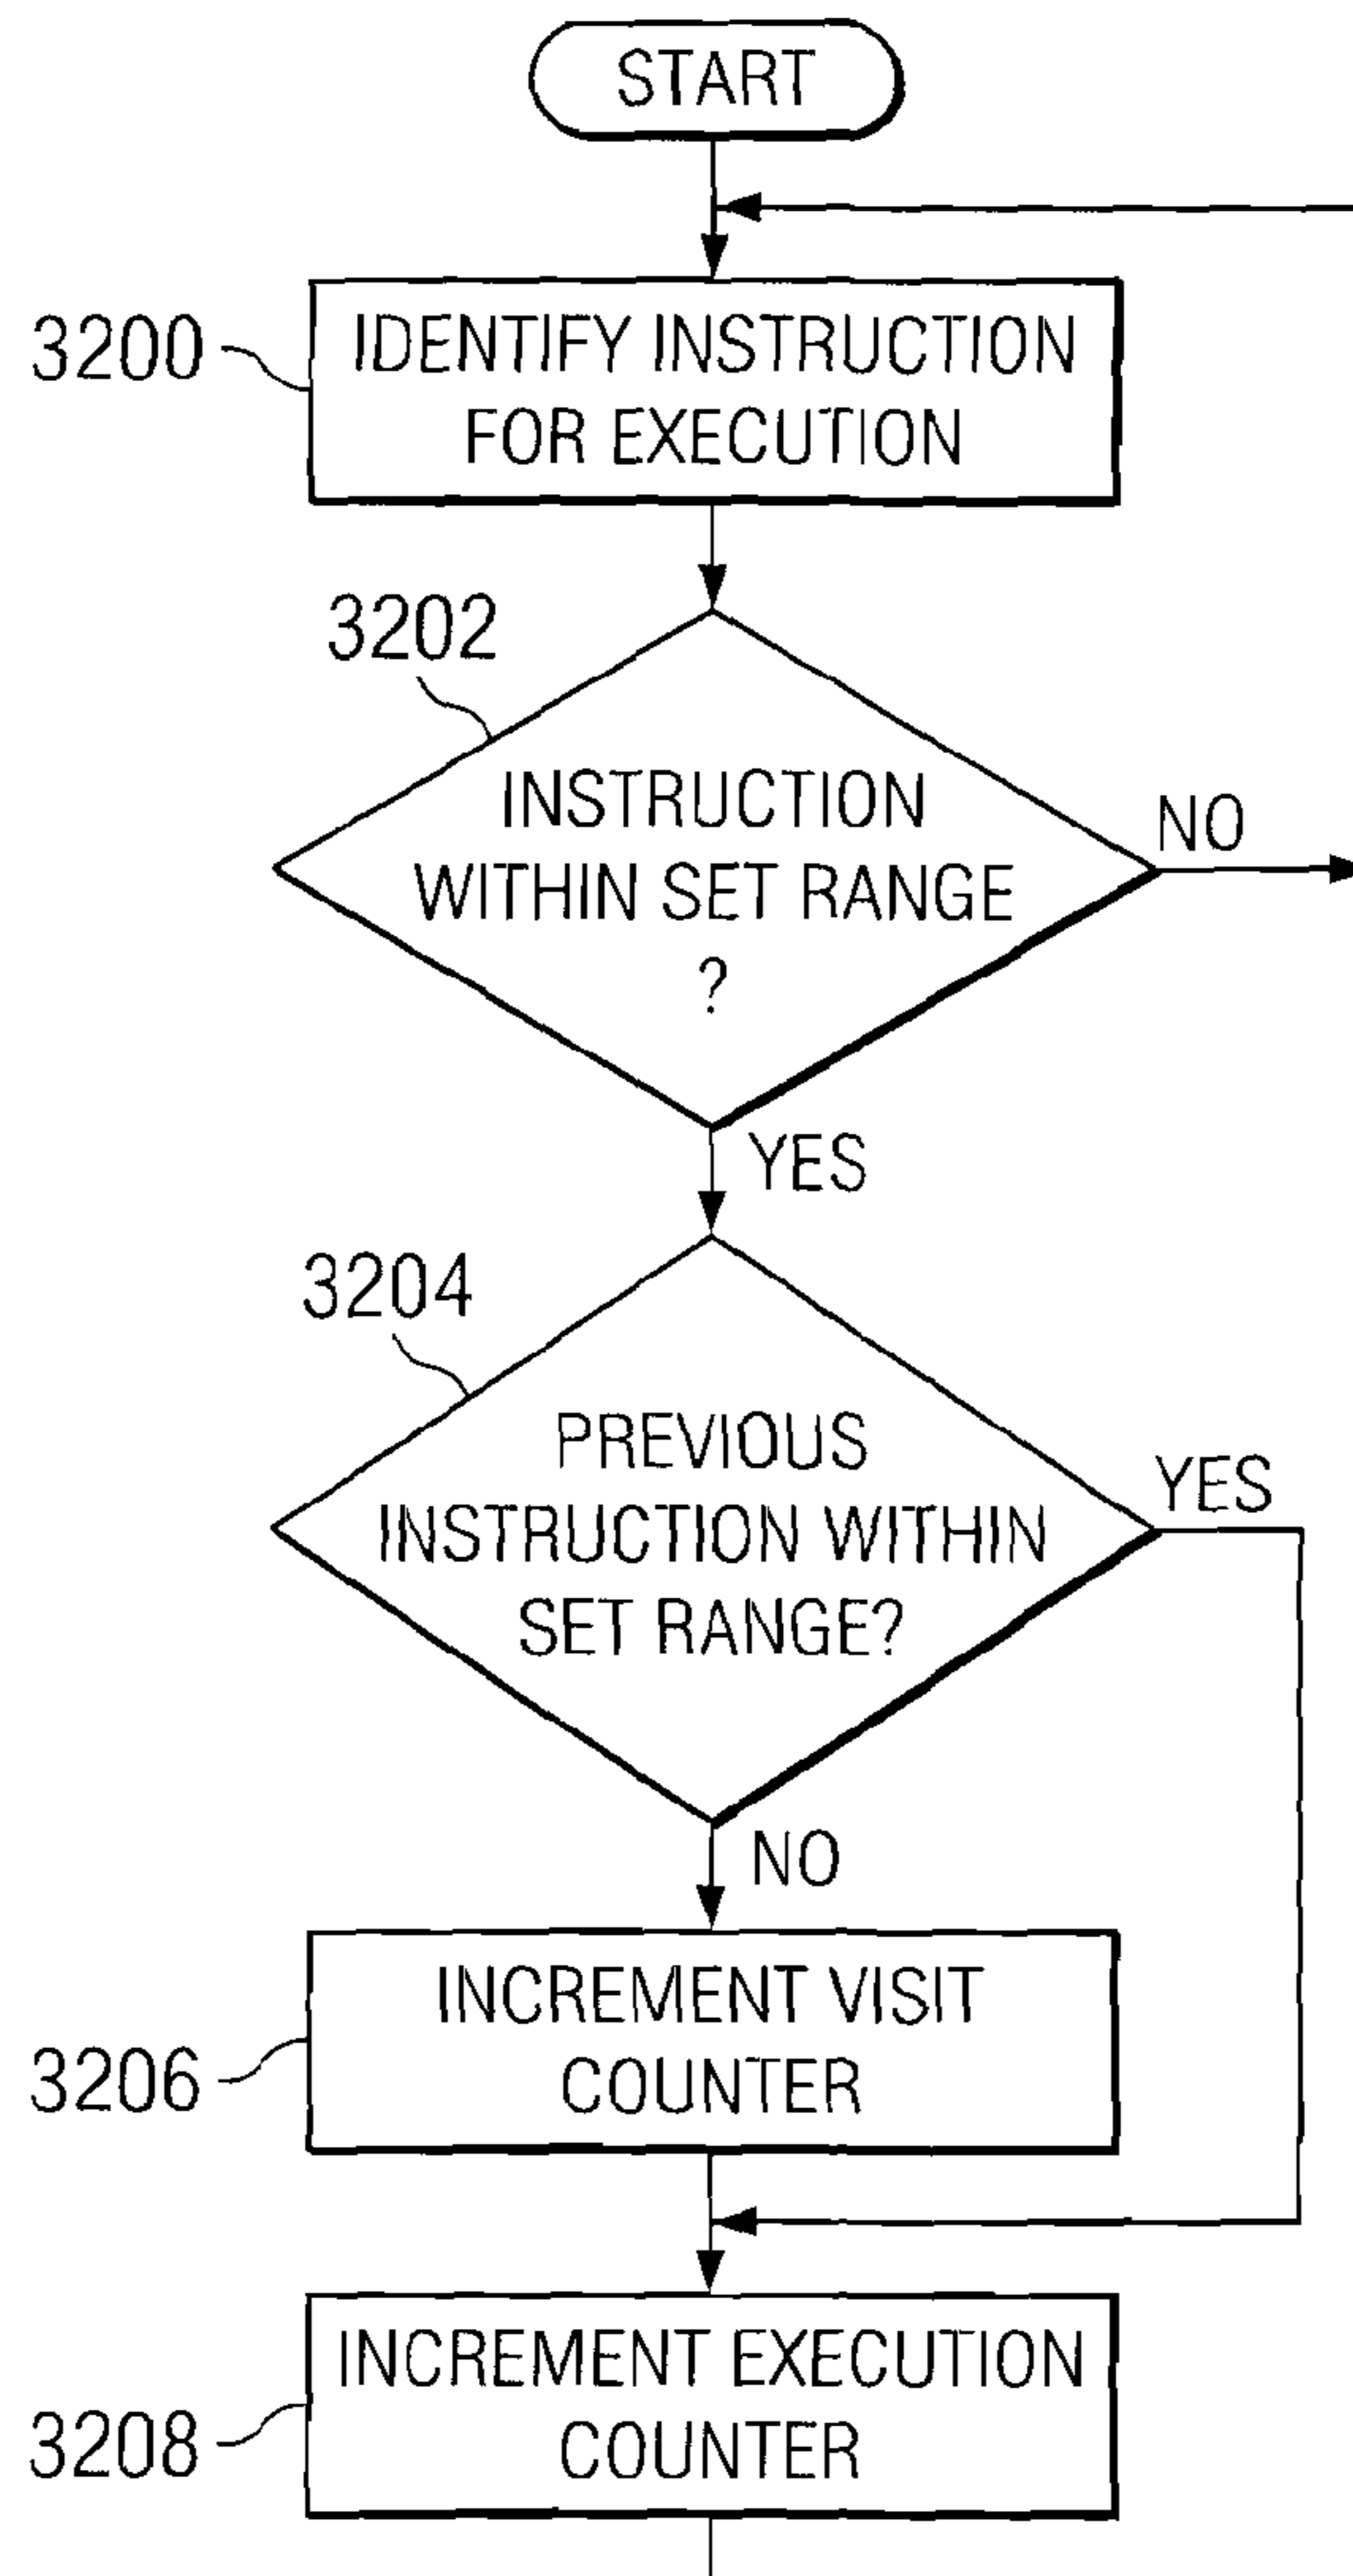 START
3200
IDENTIFY INSTRUCTION
FOR EXECUTION
3202
INSTRUCTION
WITHIN SET RANGE
?
NO
YES
3204
PREVIOUS
INSTRUCTION WITHIN
SET RANGE?
YES
NO
3206
INCREMENT VISIT
COUNTER
3208
INCREMENT EXECUTION
COUNTER